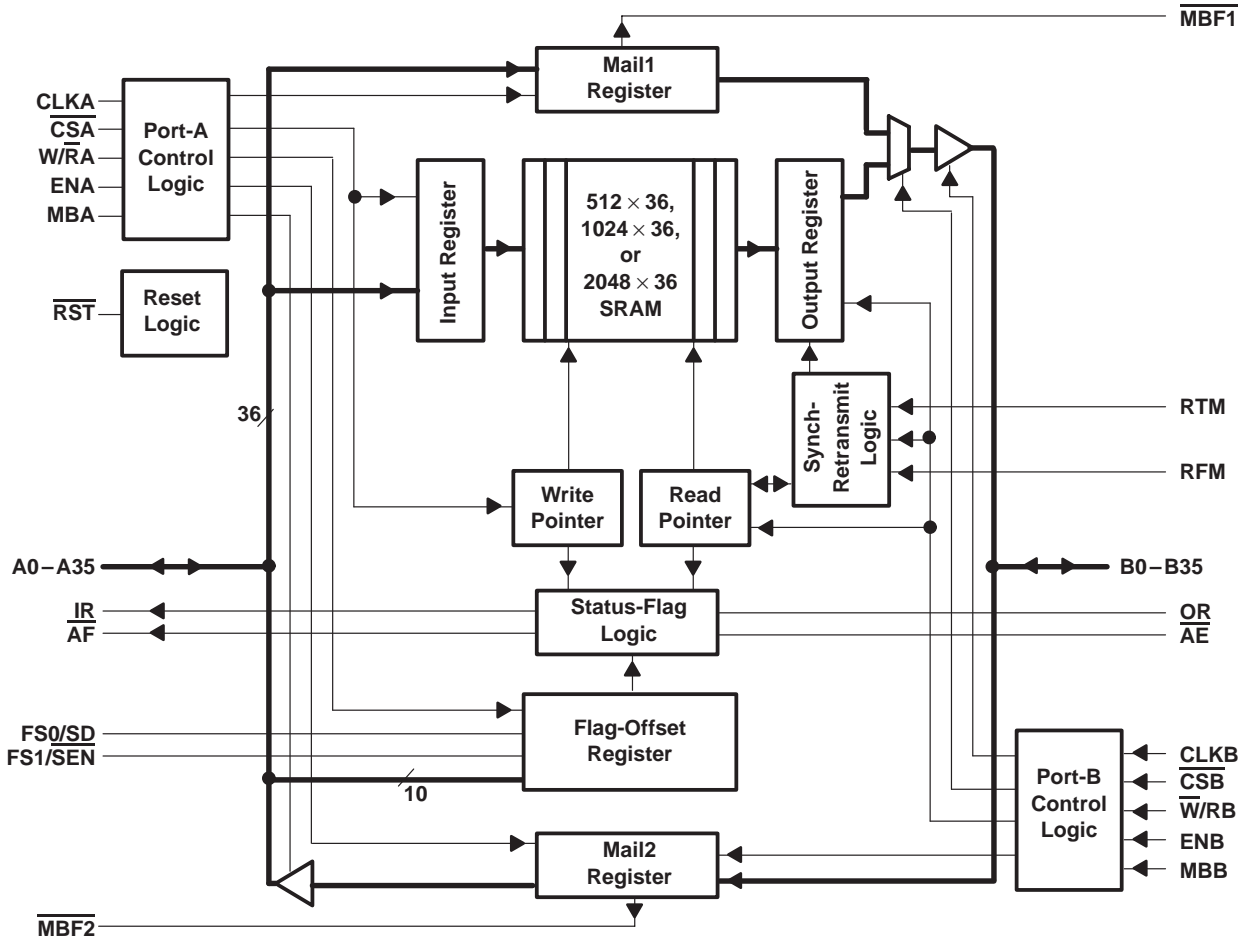 MBF1
Mail1
Register
CLKA
CSA
W/RA
ENA
MBA
Port-A
Control
Logic
Input Register
512 × 36,
1024 × 36,
or
2048 × 36
SRAM
Output Register
RST
Reset
Logic
36
Synch-
Retransmit
Logic
RTM
RFM
Write
Pointer
Read
Pointer
A0–A35
B0–B35
IR
AF
Status-Flag
Logic
OR
AE
FS0/SD
FS1/SEN
Flag-Offset
Register
10
Port-B
Control
Logic
CLKB
CSB
W/RB
ENB
MBB
Mail2
Register
MBF2